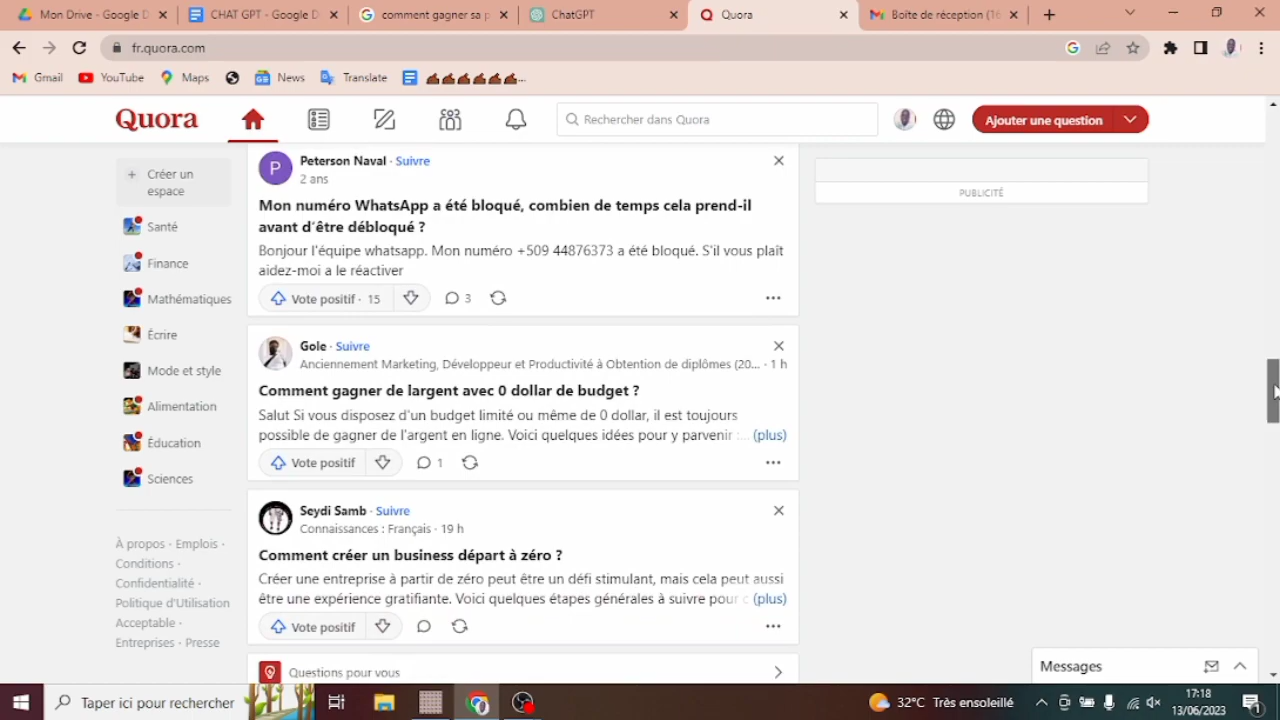 Mon Drive - Google D
CHAT GPT - Google D
comment gagner sa p
ChatGPT
Quora
Boîte de réception (16
fr.quora.com
Gmail
YouTube
Maps
News
Translate
Quora
Rechercher dans Quora
Ajouter une question
Créer un
espace
Santé
Finance
Mathématiques
Écrire
Mode et style
Alimentation
Éducation
Sciences
À propos · Emplois ·
Conditions ·
Confidentialité ·
Politique d'Utilisation
Acceptable ·
Entreprises · Presse
P
Peterson Naval · Suivre
2 ans
Mon numéro WhatsApp a été bloqué, combien de temps cela prend-il
avant d'être débloqué ?
Bonjour l'équipe whatsapp. Mon numéro +509 44876373 a été bloqué. S'il vous plaît
aidez-moi a le réactiver
Vote positif · 15
3
Gole · Suivre
Anciennement Marketing, Développeur et Productivité à Obtention de diplômes (20... · 1 h
Comment gagner de largent avec 0 dollar de budget ?
Salut Si vous disposez d'un budget limité ou même de 0 dollar, il est toujours
possible de gagner de l'argent en ligne. Voici quelques idées pour y parvenir :... (plus)
Vote positif
1
Seydi Samb · Suivre
Connaissances : Français · 19 h
Comment créer un business départ à zéro ?
Créer une entreprise à partir de zéro peut être un défi stimulant, mais cela peut aussi
être une expérience gratifiante. Voici quelques étapes générales à suivre pour c (plus)
Vote positif
Questions pour vous
PUBLICITÉ
Messages
Taper ici pour rechercher
32°C Très ensoleillé
17:18
13/06/2023
1